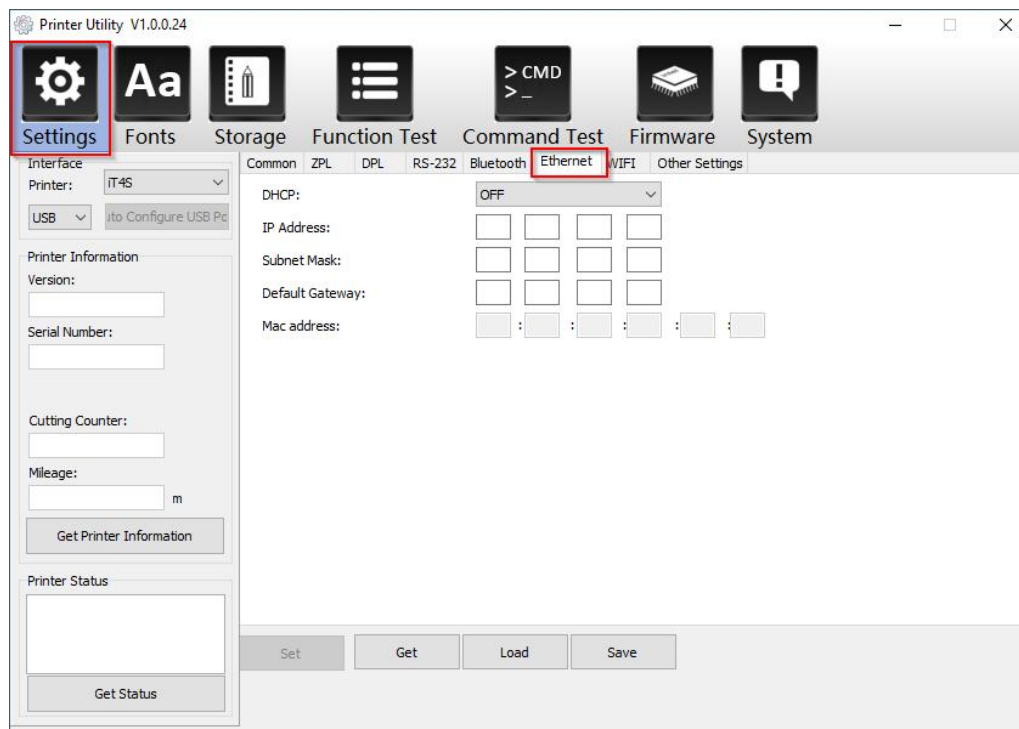 Printer Utility V1.0.0.24
Aa
> CMD
>_
Settings Fonts Storage Function Test Command Test Firmware System
Interface
Printer: iT4S
USB uto Configure USB Po
Printer Information
Version:
Serial Number:
Cutting Counter:
Mileage:
m
Get Printer Information
Printer Status
Get Status
Common ZPL DPL RS-232 Bluetooth Ethernet WIFI Other Settings
DHCP: OFF
IP Address:
Subnet Mask:
Default Gateway:
Mac address: : : : : :
Set Get Load Save